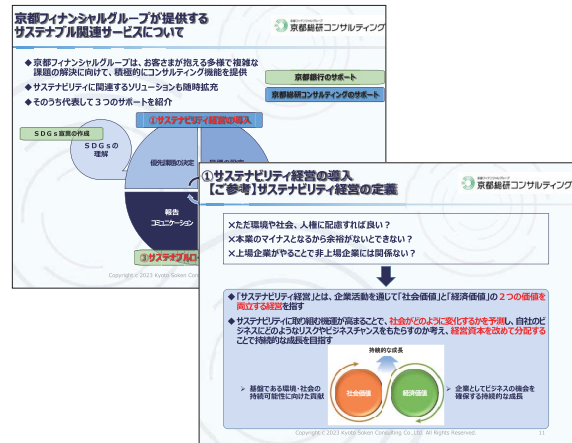 京都フィナンシャルグループが提供する
サステナブル関連サービスについて
京都総研コンサルティング
◆京都フィナンシャルグループは、お客さまが抱える多様で複雑な
課題の解決に向けて、積極的にコンサルティング機能を提供
◆サステナビリティに関連するソリューションも随時拡充
◆そのうち代表して3つのサポートを紹介
京都銀行のサポート
京都総研コンサルティングのサポート
①サステナビリティ経営の導入
SDGs宣言の作成
SDGsの
理解
優先課題の決定
報告
コミュニケーション
Copyright © 2023 Kyoto Soken Con
①サステナビリティ経営の導入
【ご参考】サステナビリティ経営の定義
京都総研コンサルティング
×ただ環境や社会、人権に配慮すれば良い？
×本業のマイナスとなるから余裕がないとできない？
×上場企業がやることで非上場企業には関係ない？
◆「サステナビリティ経営」とは、企業活動を通じて「社会価値」と「経済価値」の２つの価値を
両立する経営を指す
◆サステナビリティに取り組む機運が高まることで、社会がどのように変化するかを予測し、自社のビ
ジネスにどのようなリスクやビジネスチャンスをもたらすのか考え、経営資本を改めて分配する
ことで持続的な成長を目指す
持続的な成長
➢ 基盤である環境・社会の
持続可能性に向けた貢献
社会価値
経済価値
➢ 企業としてビジネスの機会を
確保する持続的な成長
Copyright © 2023 Kyoto Soken Consulting Co., Ltd. All Rights Reserved.
11